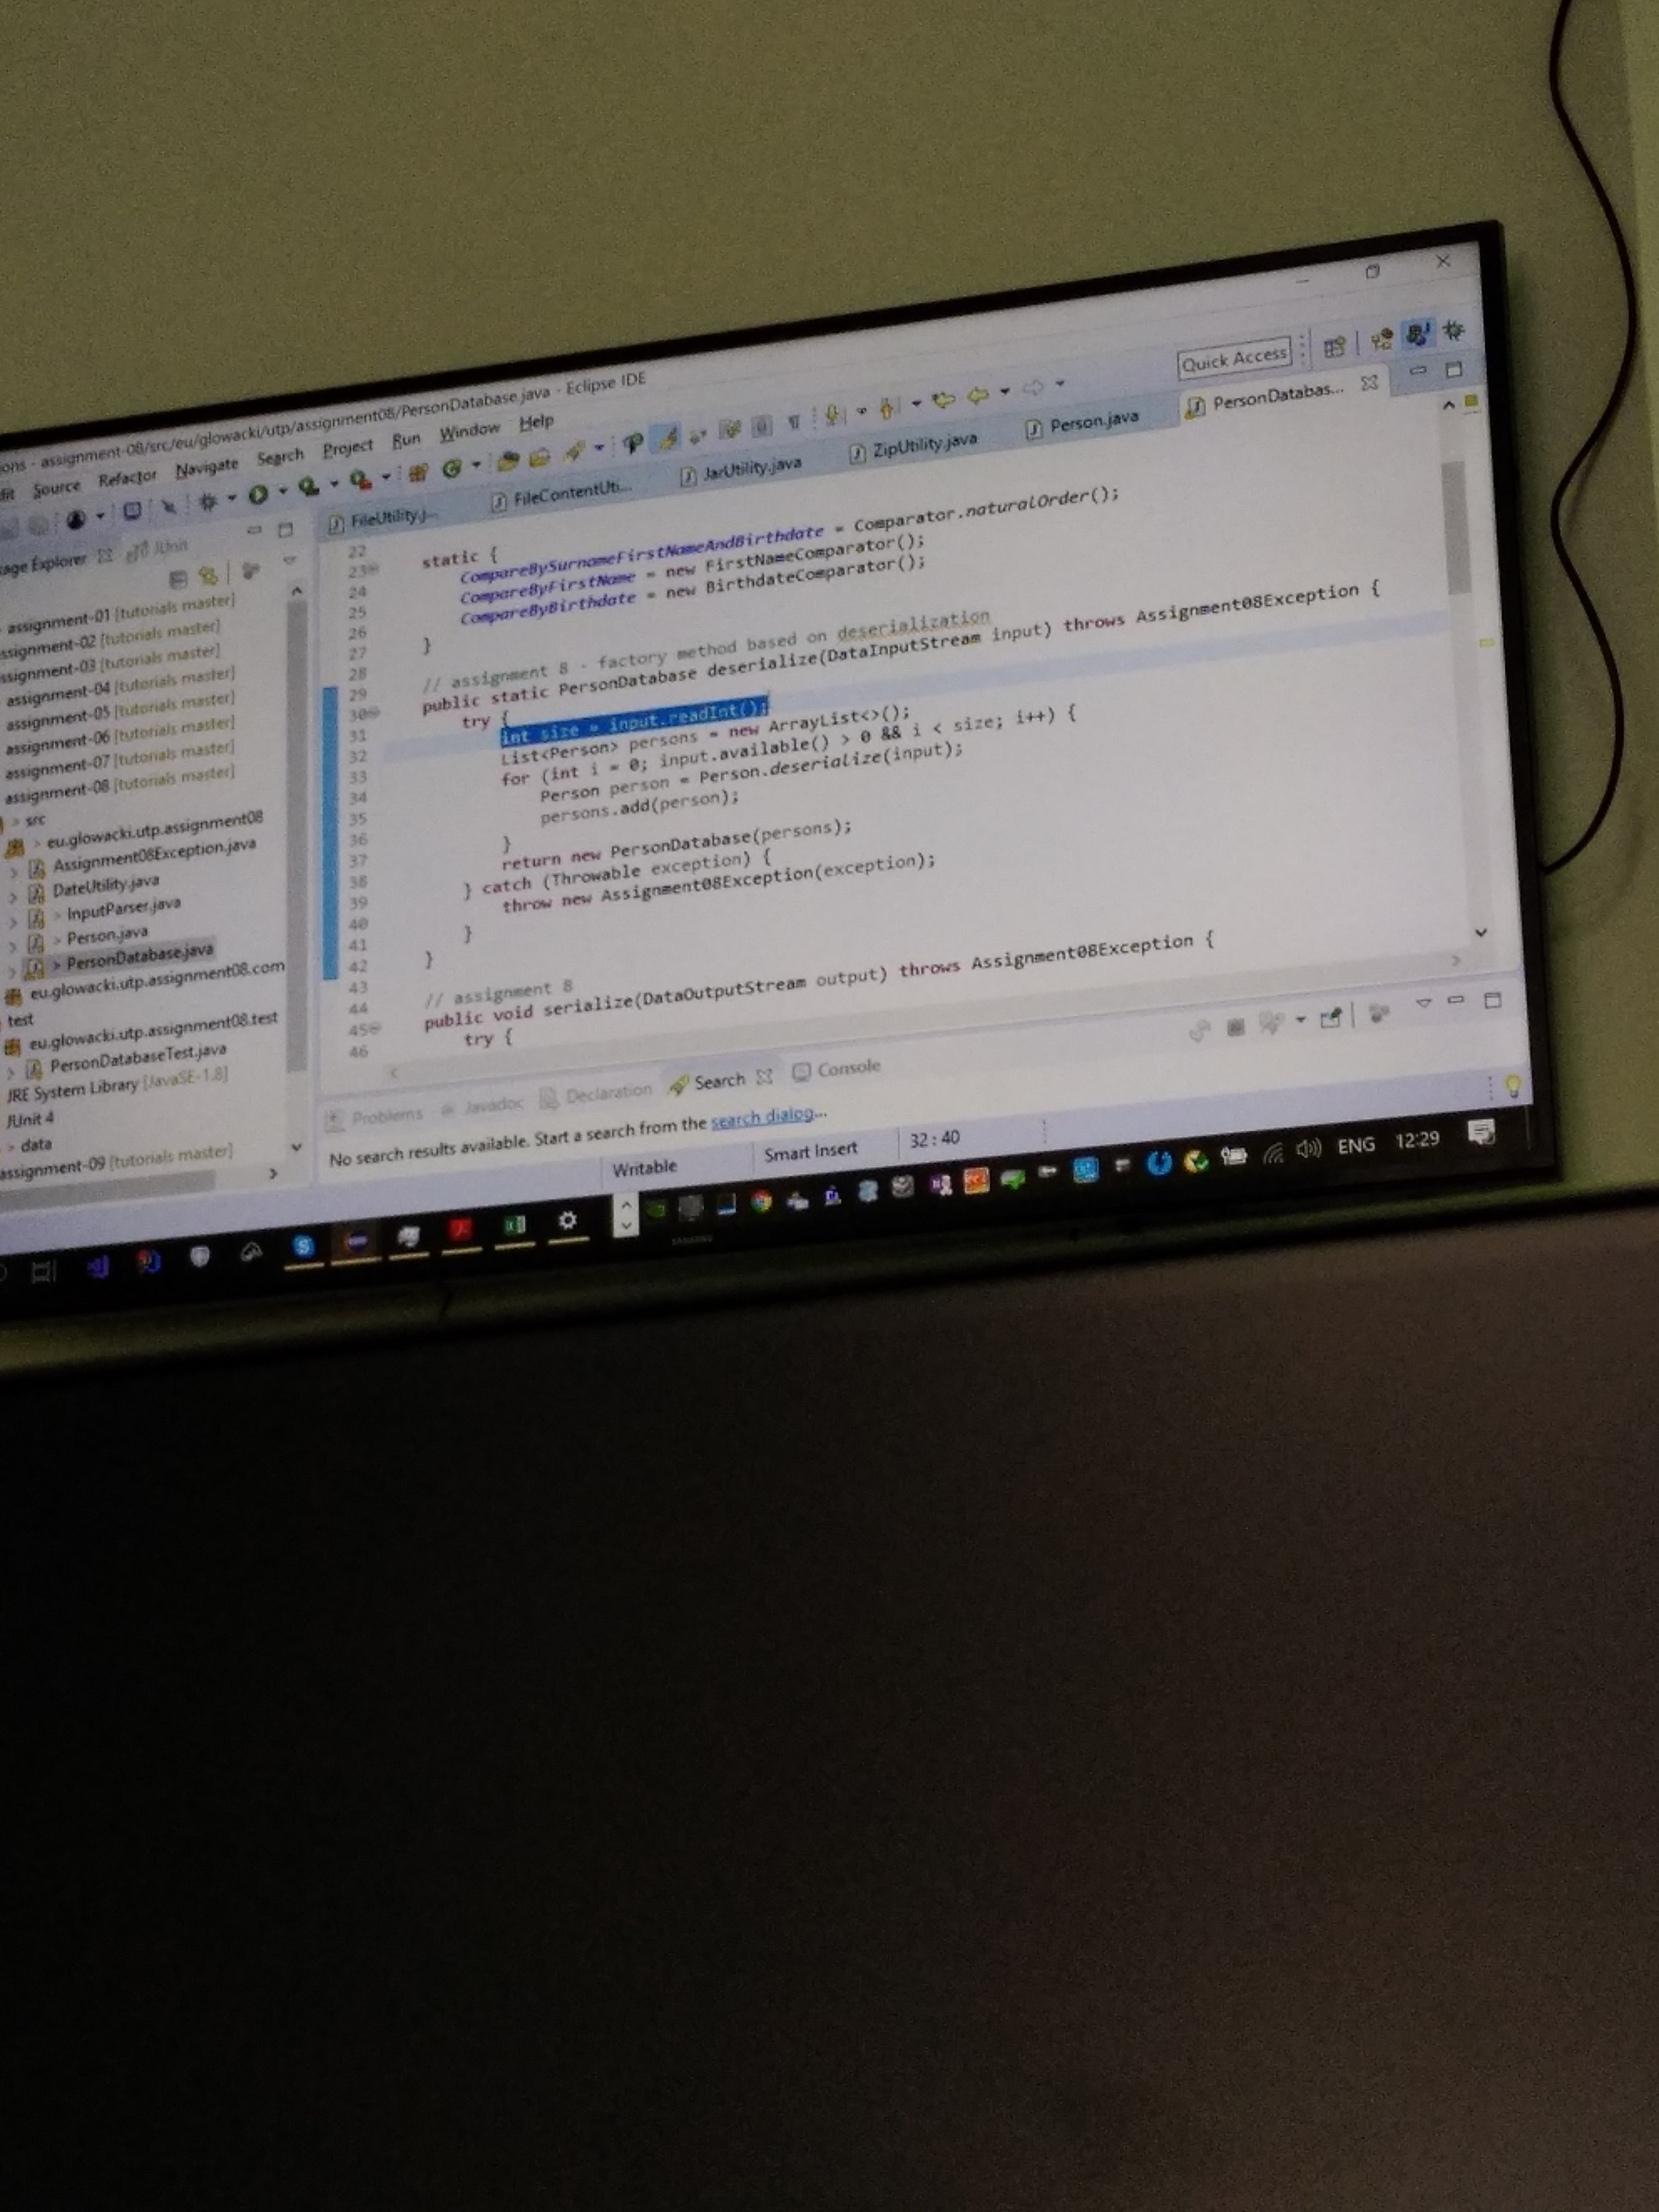 ons - assignment-08/src/eu/glowacki/utp/assignment08/PersonDatabase.java - Eclipse IDE
dit Source Refactor Navigate Search Project Run Window Help
Quick Access
age Explorer JUnit
FileUtility.j... FileContentUti... JarUtility.java ZipUtility.java Person.java PersonDatabas...
assignment-01 [tutorials master]
ssignment-02 [tutorials master]
ssignment-03 [tutorials master]
assignment-04 [tutorials master]
assignment-05 [tutorials master]
assignment-06 [tutorials master]
assignment-07 [tutorials master]
assignment-08 [tutorials master]
> src
> eu.glowacki.utp.assignment08
Assignment08Exception.java
DateUtility.java
> InputParser.java
> Person.java
> PersonDatabase.java
eu.glowacki.utp.assignment08.com
test
eu.glowacki.utp.assignment08.test
PersonDatabaseTest.java
JRE System Library [JavaSE-1.8]
JUnit 4
> data
assignment-09 [tutorials master]
22
23 static {
24 CompareBySurnameFirstNameAndBirthdate = Comparator.naturalOrder();
25 CompareByFirstName = new FirstNameComparator();
26 CompareByBirthdate = new BirthdateComparator();
27 }
28
29 // assignment 8 - factory method based on deserialization
30 public static PersonDatabase deserialize(DataInputStream input) throws Assignment08Exception {
31 try {
32 int size = input.readInt();
33 List<Person> persons = new ArrayList<>();
34 for (int i = 0; input.available() > 0 && i < size; i++) {
35 Person person = Person.deserialize(input);
36 persons.add(person);
37 }
38 return new PersonDatabase(persons);
39 } catch (Throwable exception) {
40 throw new Assignment08Exception(exception);
41 }
42 }
43
44 // assignment 8
45 public void serialize(DataOutputStream output) throws Assignment08Exception {
46 try {
Problems Javadoc Declaration Search Console
No search results available. Start a search from the search dialog...
Writable Smart Insert 32 : 40
ENG 12:29
SAMSUNG